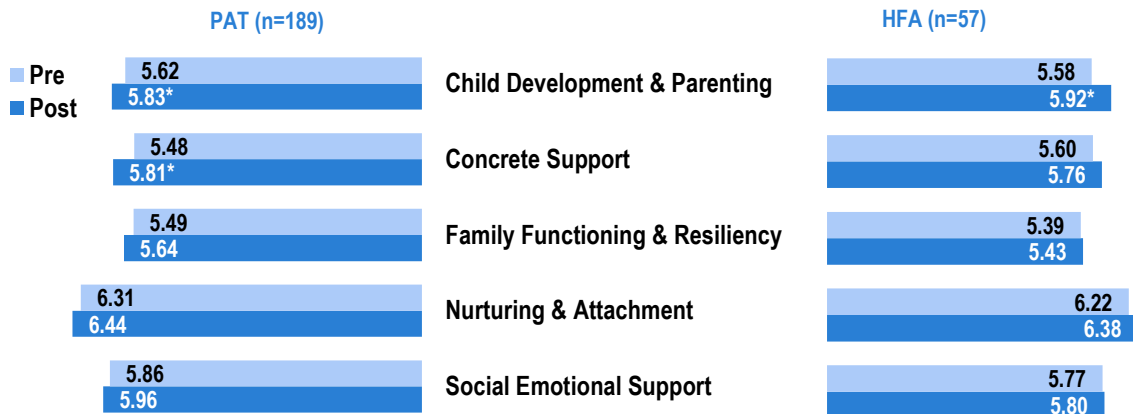 PAT (n=189)
HFA (n=57)
Pre
Post
5.62
5.83*
Child Development & Parenting
5.58
5.92*
5.48
5.81*
Concrete Support
5.60
5.76
5.49
5.64
Family Functioning & Resiliency
5.39
5.43
6.31
6.44
Nurturing & Attachment
6.22
6.38
5.86
5.96
Social Emotional Support
5.77
5.80